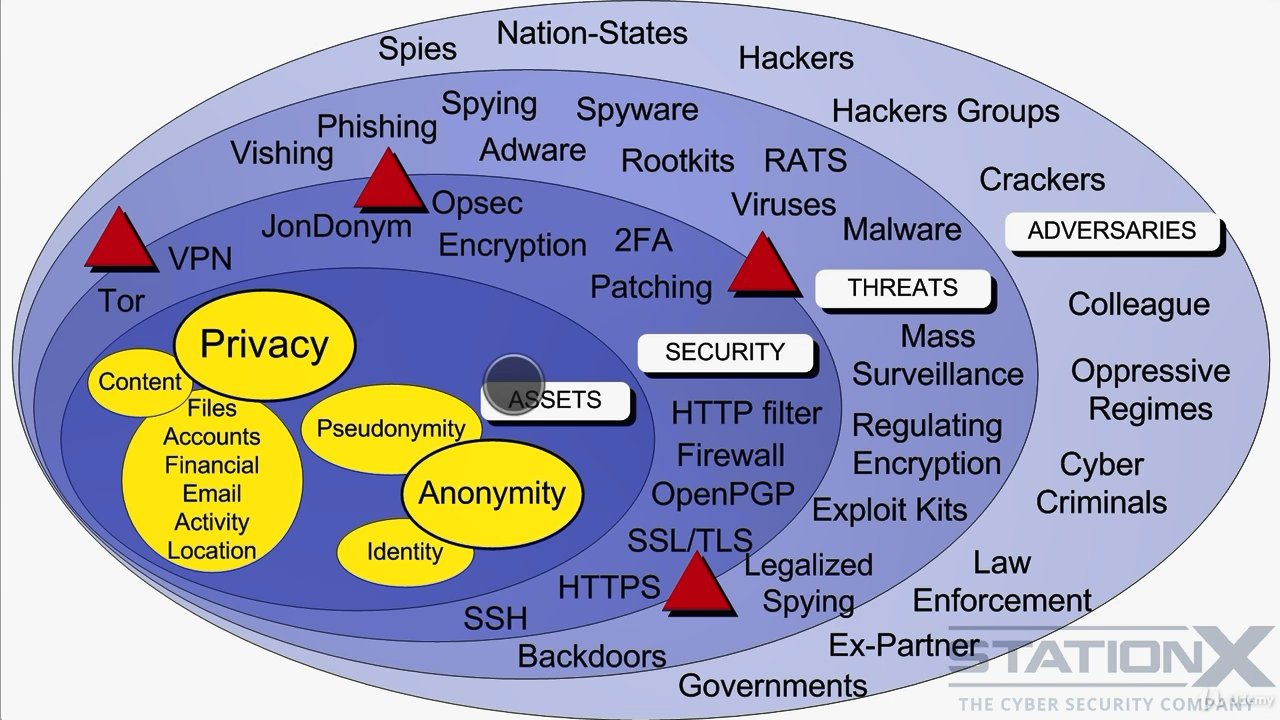 Spies
Nation-States
Hackers
Hackers Groups
Crackers
ADVERSARIES
Colleague
Oppressive
Regimes
Cyber
Criminals
Law
Enforcement
Ex-Partner
Governments
Vishing
Phishing
Spying
Spyware
Adware
Rootkits
RATS
Viruses
Malware
THREATS
Mass
Surveillance
Regulating
Encryption
Exploit Kits
Legalized
Spying
Backdoors
Tor
VPN
JonDonym
Opsec
Encryption
2FA
Patching
SECURITY
HTTP filter
Firewall
OpenPGP
SSL/TLS
HTTPS
SSH
Privacy
Content
Files
Accounts
Financial
Email
Activity
Location
ASSETS
Pseudonymity
Anonymity
Identity
STATIONX
THE CYBER SECURITY COMPANY